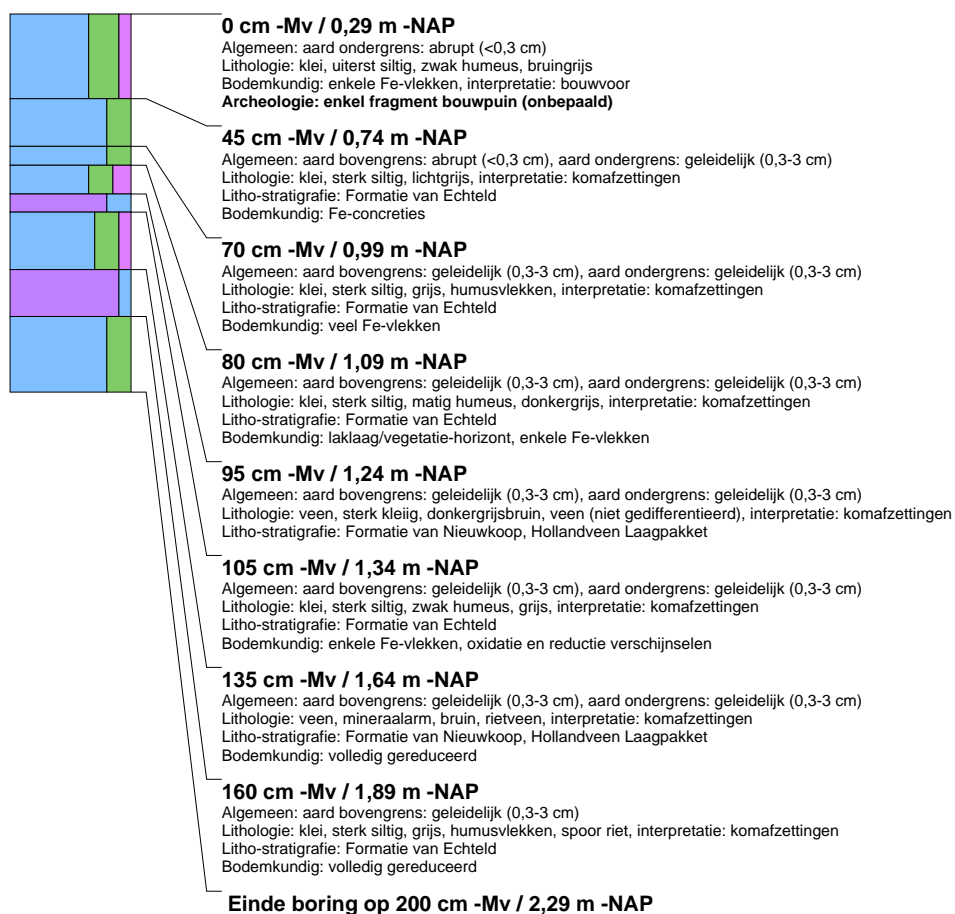 0 cm -Mv / 0,29 m -NAP
Algemeen: aard ondergrens: abrupt (<0,3 cm)
Lithologie: klei, uiterst siltig, zwak humeus, bruingrijs
Bodemkundig: enkele Fe-vlekken, interpretatie: bouwvoor
Archeologie: enkel fragment bouwpuin (onbepaald)
45 cm -Mv / 0,74 m -NAP
Algemeen: aard bovengrens: abrupt (<0,3 cm), aard ondergrens: geleidelijk (0,3-3 cm)
Lithologie: klei, sterk siltig, lichtgrijs, interpretatie: komafzettingen
Litho-stratigrafie: Formatie van Echteld
Bodemkundig: Fe-concreties
70 cm -Mv / 0,99 m -NAP
Algemeen: aard bovengrens: geleidelijk (0,3-3 cm), aard ondergrens: geleidelijk (0,3-3 cm)
Lithologie: klei, sterk siltig, grijs, humusvlekken, interpretatie: komafzettingen
Litho-stratigrafie: Formatie van Echteld
Bodemkundig: veel Fe-vlekken
80 cm -Mv / 1,09 m -NAP
Algemeen: aard bovengrens: geleidelijk (0,3-3 cm), aard ondergrens: geleidelijk (0,3-3 cm)
Lithologie: klei, sterk siltig, matig humeus, donkergrijs, interpretatie: komafzettingen
Litho-stratigrafie: Formatie van Echteld
Bodemkundig: laklaag/vegetatie-horizont, enkele Fe-vlekken
95 cm -Mv / 1,24 m -NAP
Algemeen: aard bovengrens: geleidelijk (0,3-3 cm), aard ondergrens: geleidelijk (0,3-3 cm)
Lithologie: veen, sterk kleiig, donkergrijsbruin, veen (niet gedifferentieerd), interpretatie: komafzettingen
Litho-stratigrafie: Formatie van Nieuwkoop, Hollandveen Laagpakket
105 cm -Mv / 1,34 m -NAP
Algemeen: aard bovengrens: geleidelijk (0,3-3 cm), aard ondergrens: geleidelijk (0,3-3 cm)
Lithologie: klei, sterk siltig, zwak humeus, grijs, interpretatie: komafzettingen
Litho-stratigrafie: Formatie van Echteld
Bodemkundig: enkele Fe-vlekken, oxidatie en reductie verschijnselen
135 cm -Mv / 1,64 m -NAP
Algemeen: aard bovengrens: geleidelijk (0,3-3 cm), aard ondergrens: geleidelijk (0,3-3 cm)
Lithologie: veen, mineraalarm, bruin, rietveen, interpretatie: komafzettingen
Litho-stratigrafie: Formatie van Nieuwkoop, Hollandveen Laagpakket
Bodemkundig: volledig gereduceerd
160 cm -Mv / 1,89 m -NAP
Algemeen: aard bovengrens: geleidelijk (0,3-3 cm)
Lithologie: klei, sterk siltig, grijs, humusvlekken, spoor riet, interpretatie: komafzettingen
Litho-stratigrafie: Formatie van Echteld
Bodemkundig: volledig gereduceerd
Einde boring op 200 cm -Mv / 2,29 m -NAP